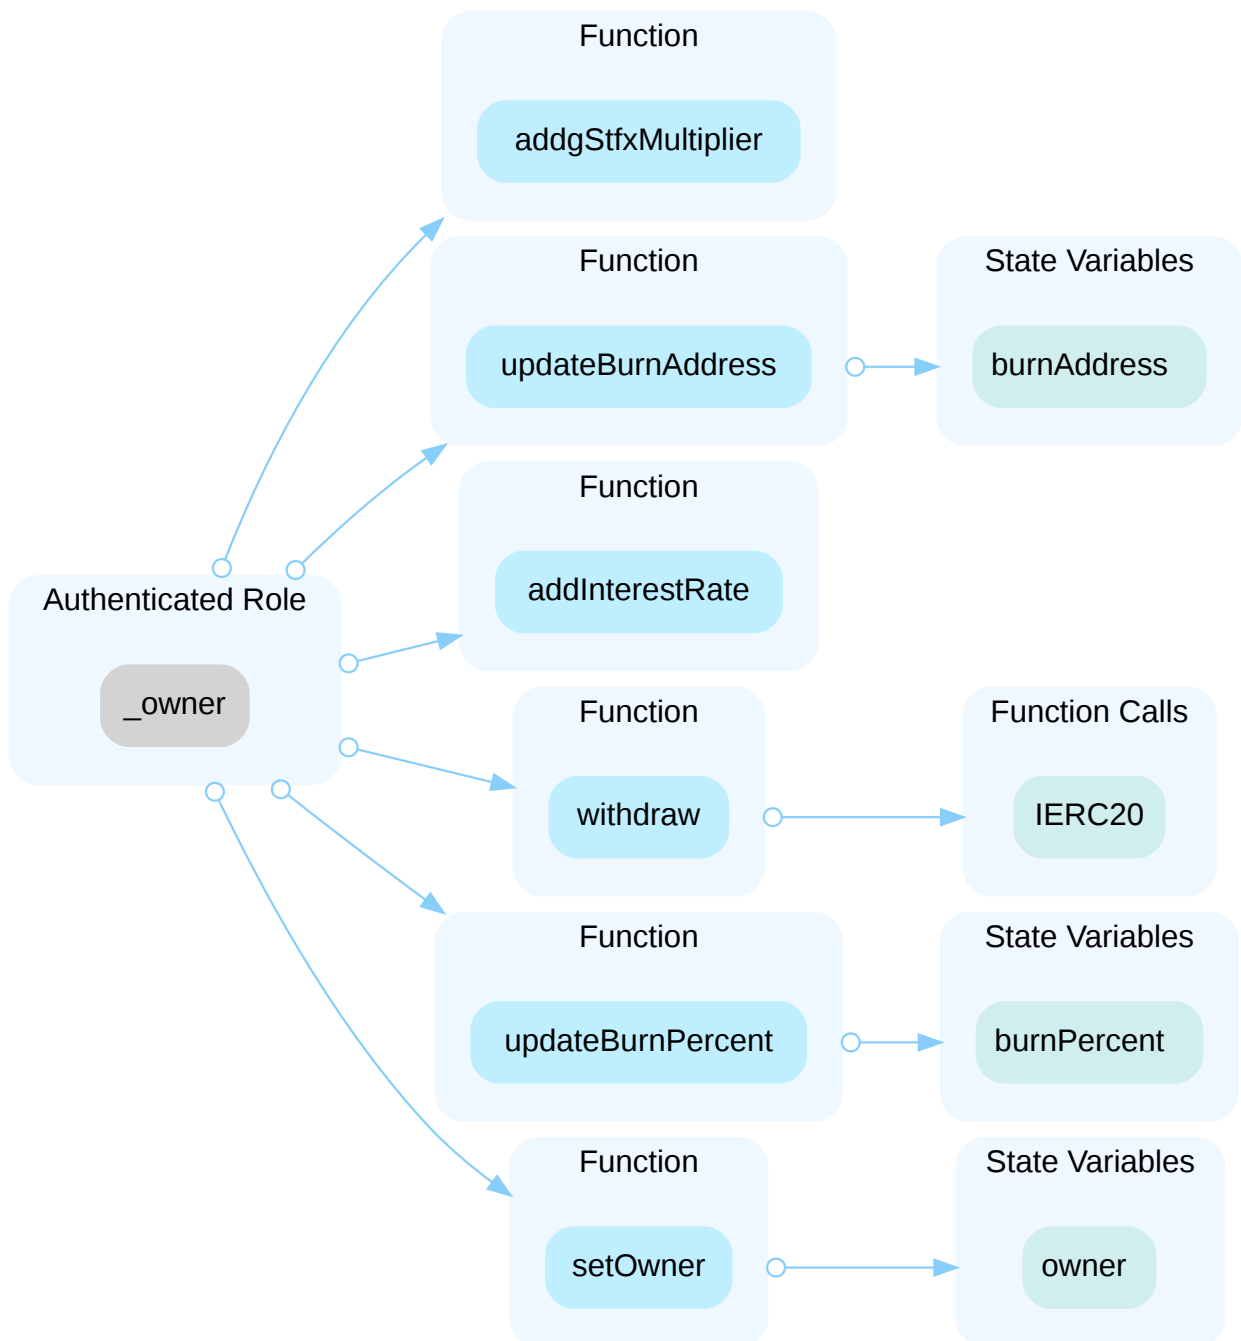 Function
addgStfxMultiplier
Function
updateBurnAddress
State Variables
burnAddress
Function
addInterestRate
Authenticated Role
_owner
Function
withdraw
Function Calls
IERC20
Function
updateBurnPercent
State Variables
burnPercent
Function
setOwner
State Variables
owner